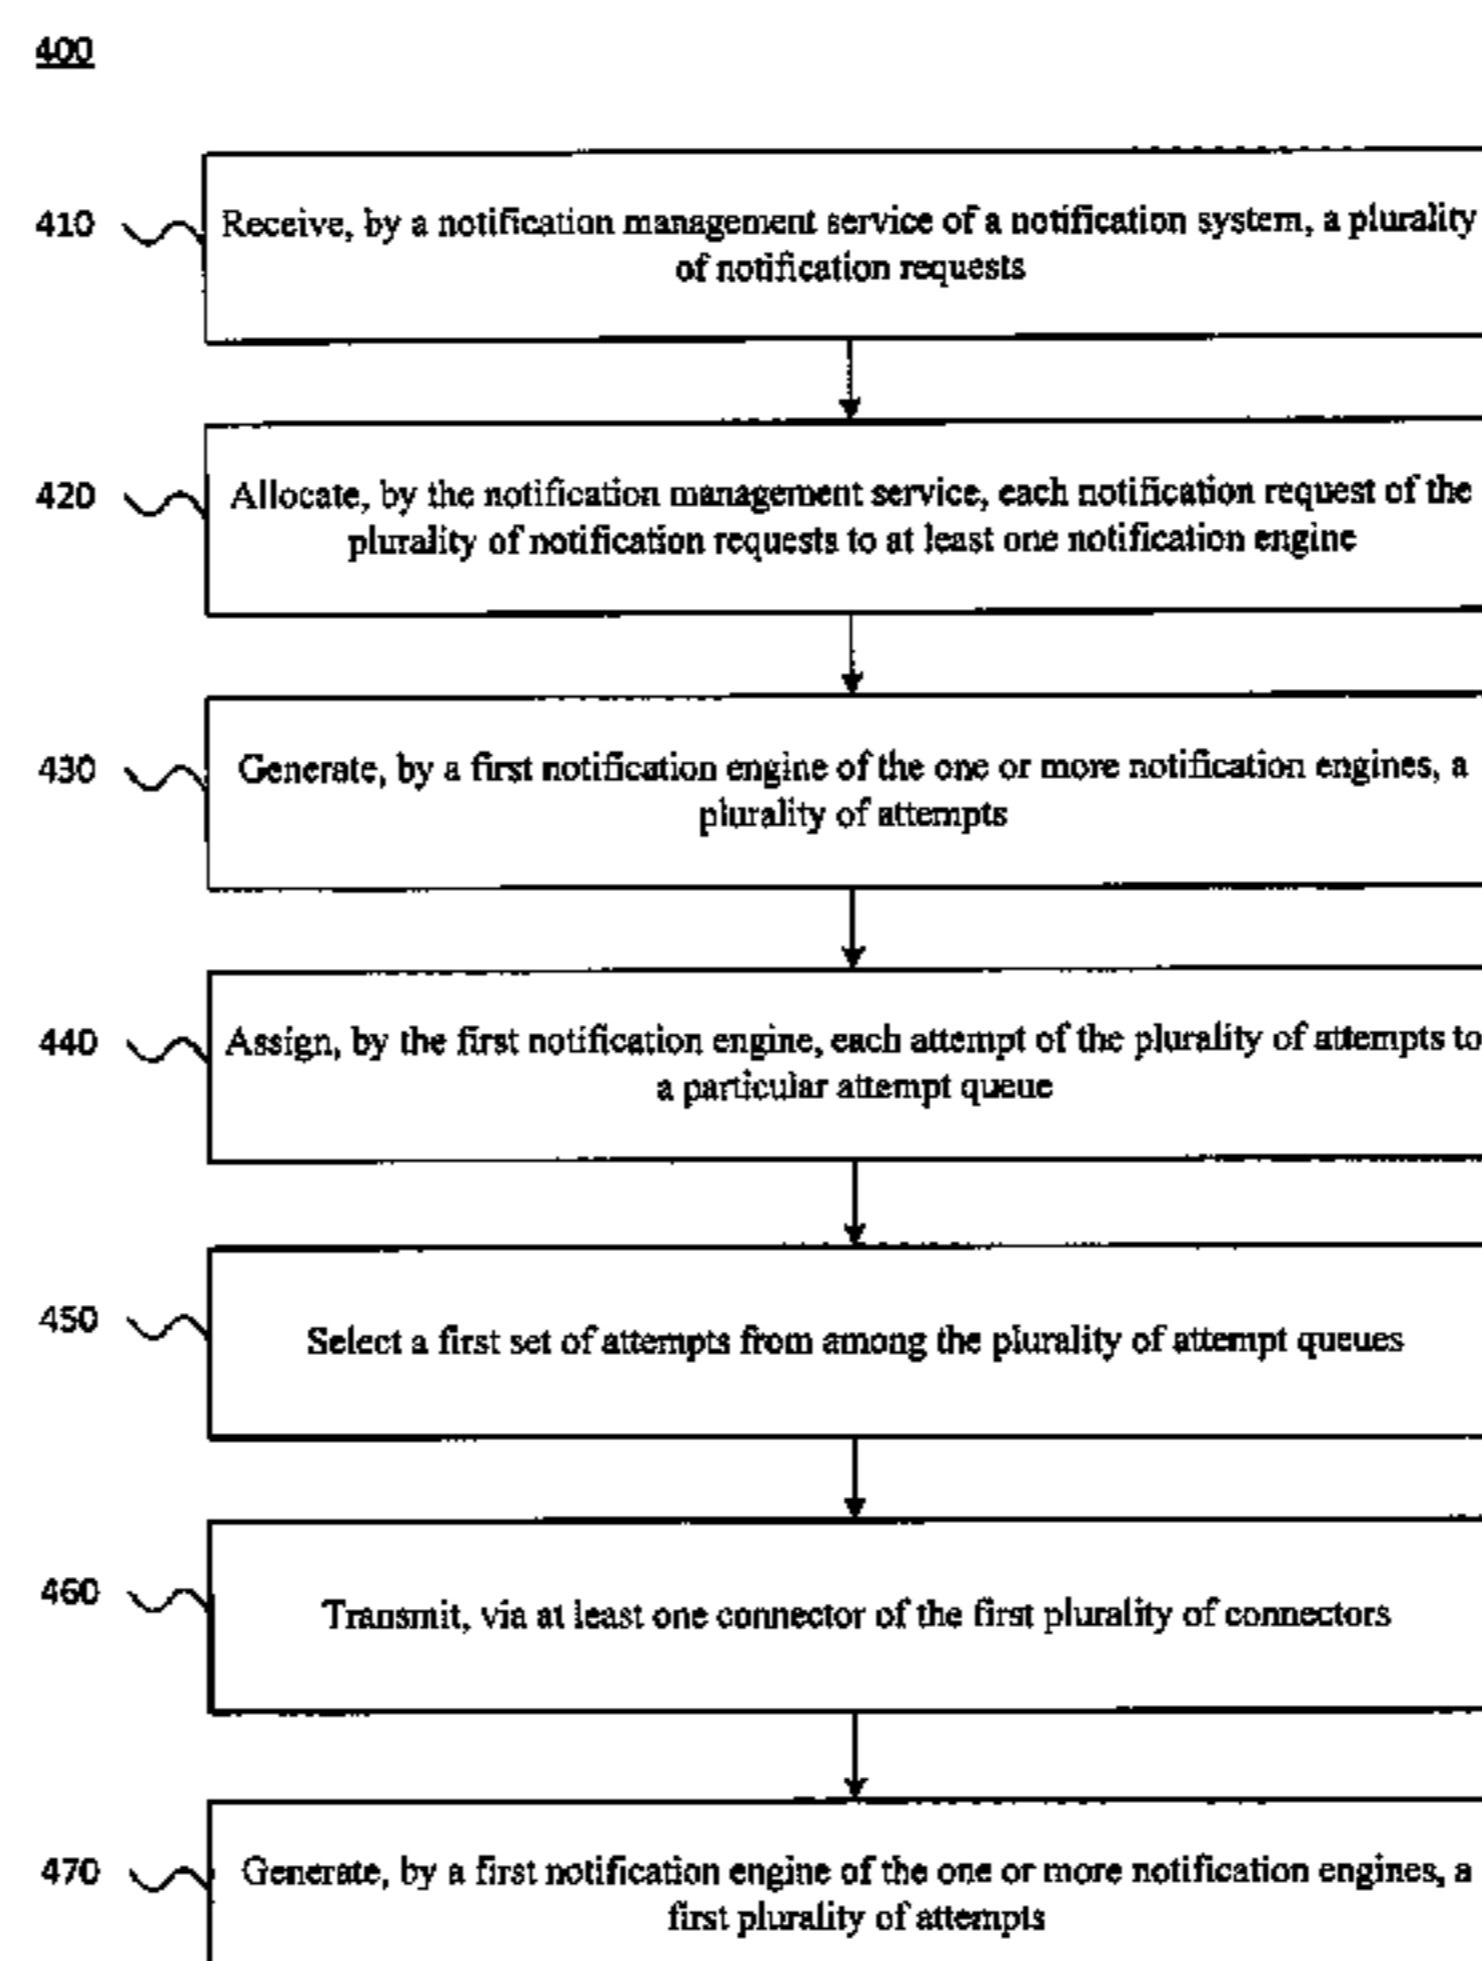 400
410
Receive, by a notification management service of a notification system, a plurality
of notification requests
420
Allocate, by the notification management service, each notification request of the
plurality of notification requests to at least one notification engine
430
Generate, by a first notification engine of the one or more notification engines, a
plurality of attempts
440
Assign, by the first notification engine, each attempt of the plurality of attempts to
a particular attempt queue
450
Select a first set of attempts from among the plurality of attempt queues
460
Transmit, via at least one connector of the first plurality of connectors
470
Generate, by a first notification engine of the one or more notification engines, a
first plurality of attempts